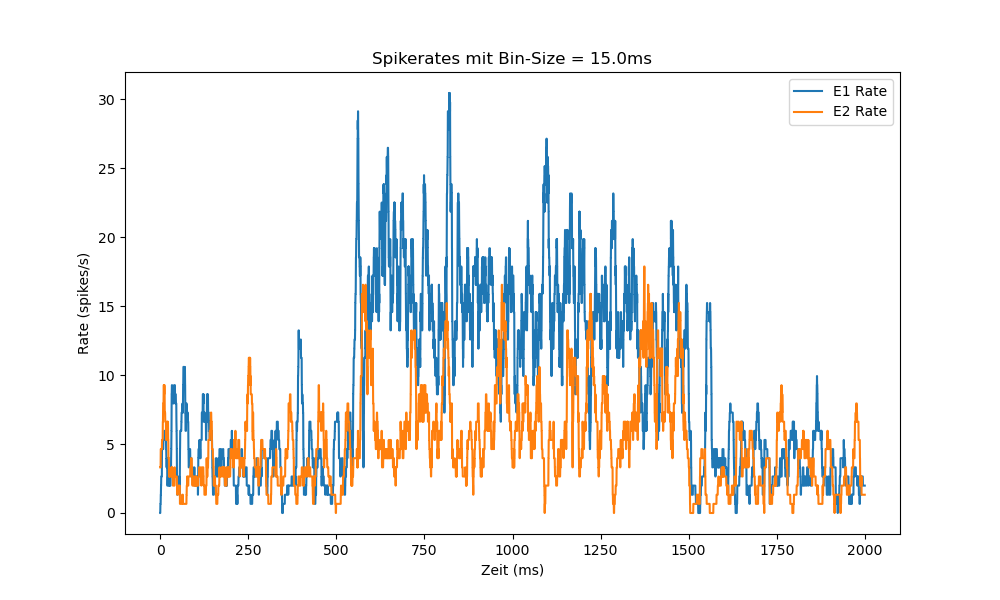 Spikerates mit Bin-Size = 15.0ms
E1 Rate
E2 Rate
Rate (spikes/s)
30
25
20
15
10
5
0
0 250 500 750 1000 1250 1500 1750 2000
Zeit (ms)